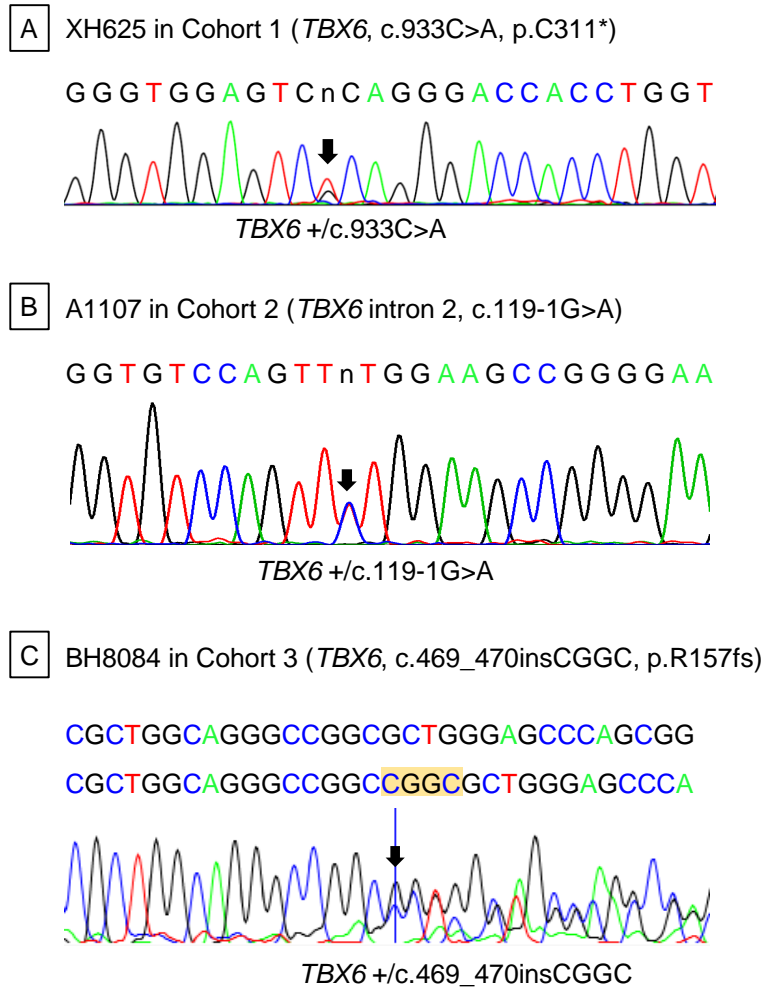 A XH625 in Cohort 1 (TBX6, c.933C>A, p.C311*)
G G G T G G A G T C n C A G G G A C C A C C T G G T
TBX6 +/c.933C>A
B A1107 in Cohort 2 (TBX6 intron 2, c.119-1G>A)
G G T G T C C A G T T n T G G A A G C C G G G G A A
TBX6 +/c.119-1G>A
C BH8084 in Cohort 3 (TBX6, c.469_470insCGGC, p.R157fs)
CGCTGGCAGGGCCGGCGCTGGGAGCCCAGCGG
CGCTGGCAGGGCCGGCCGGCGCTGGGAGCCCA
TBX6 +/c.469_470insCGGC